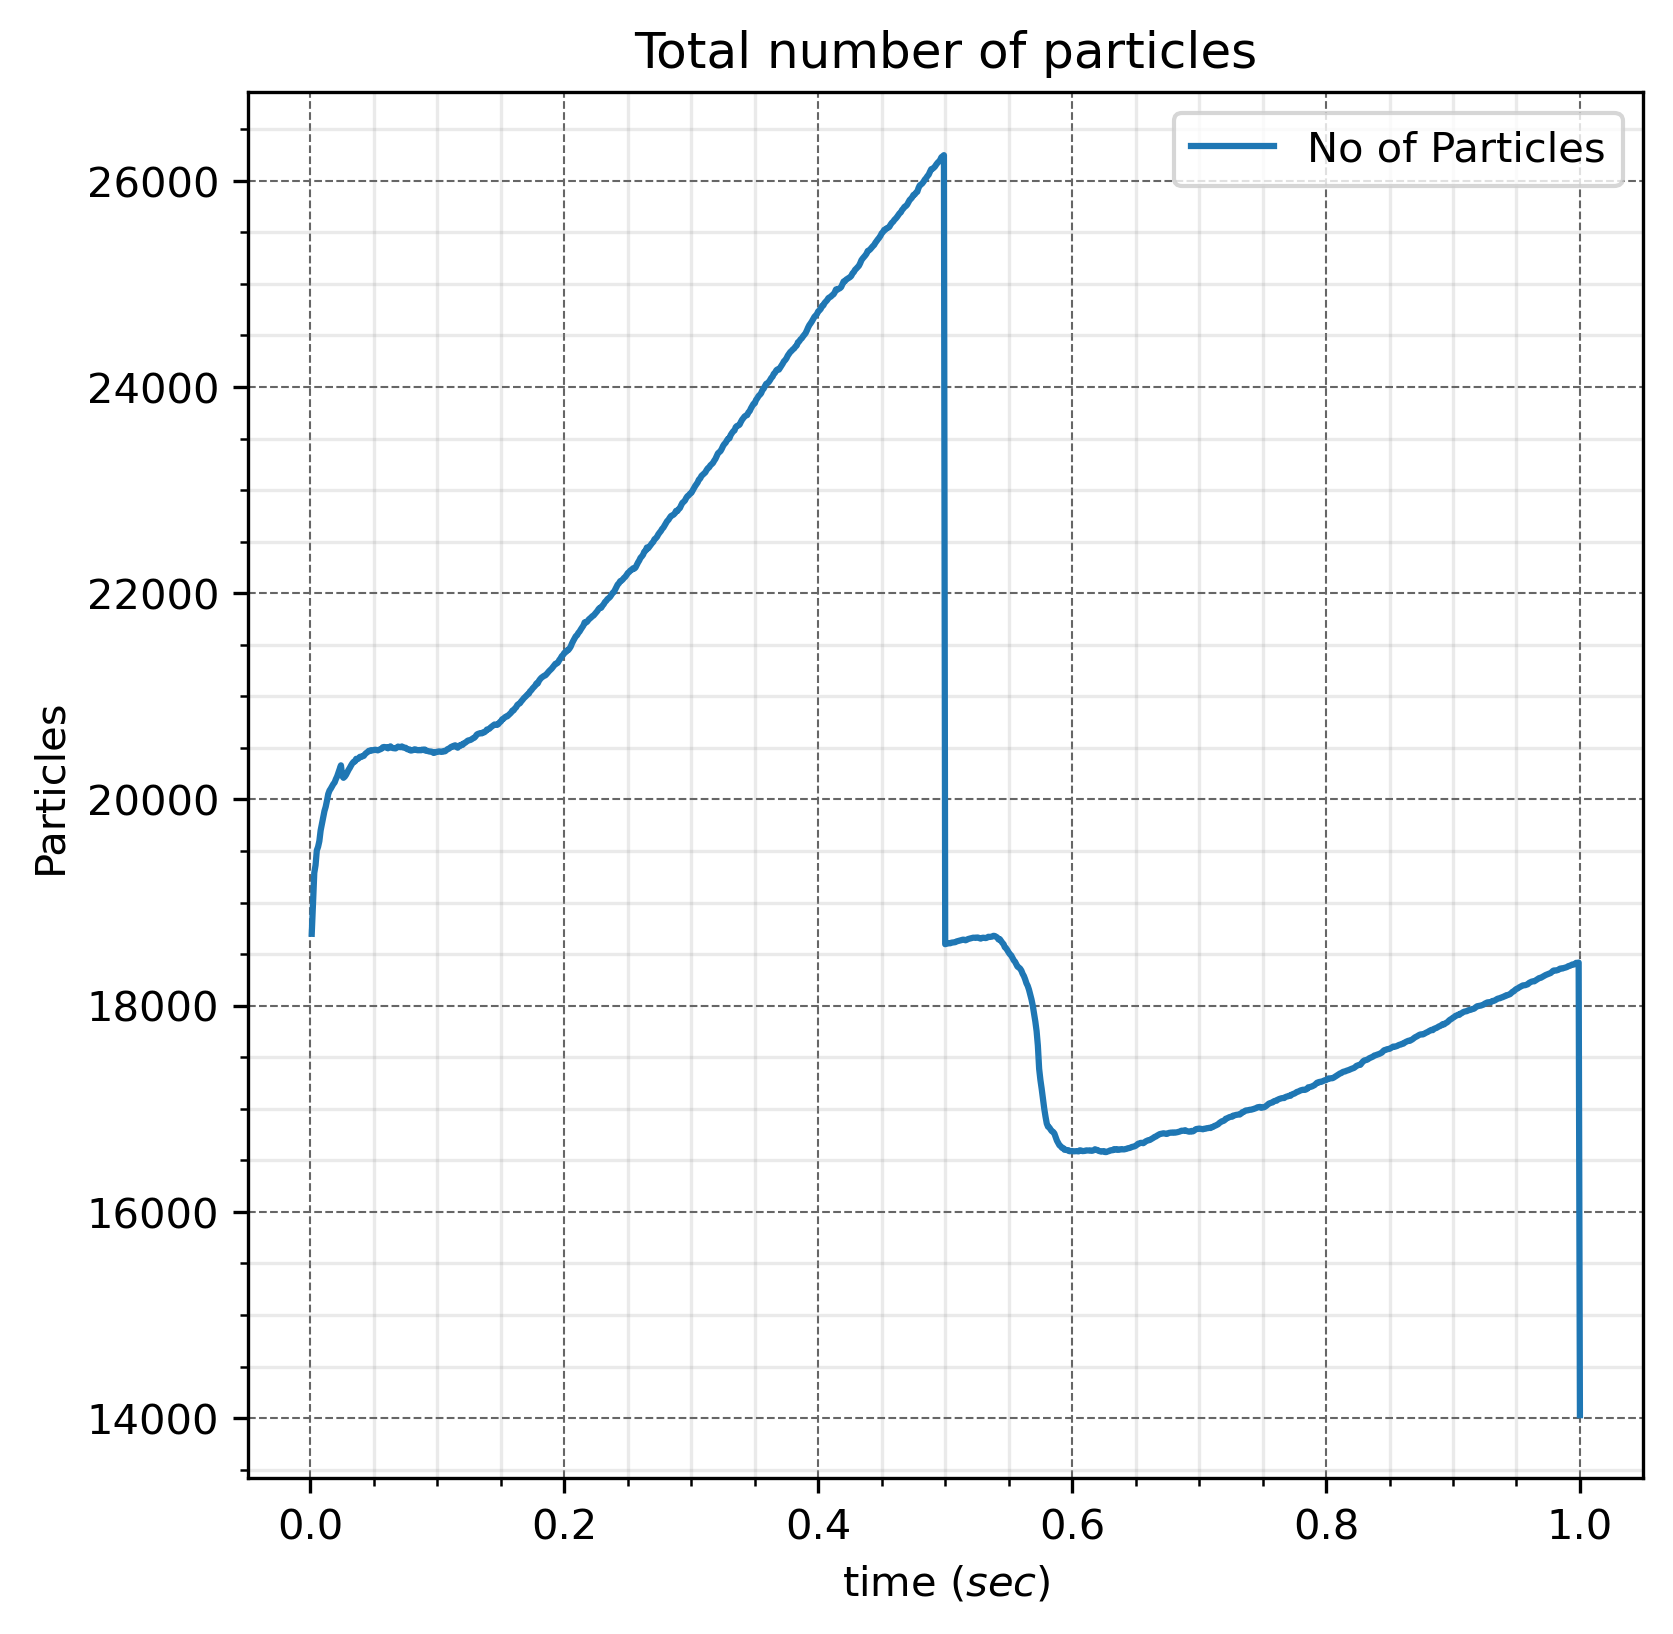 Total number of particles
No of Particles
26000
24000
22000
20000
18000
16000
14000
Particles
0.0 0.2 0.4 0.6 0.8 1.0
time (sec)